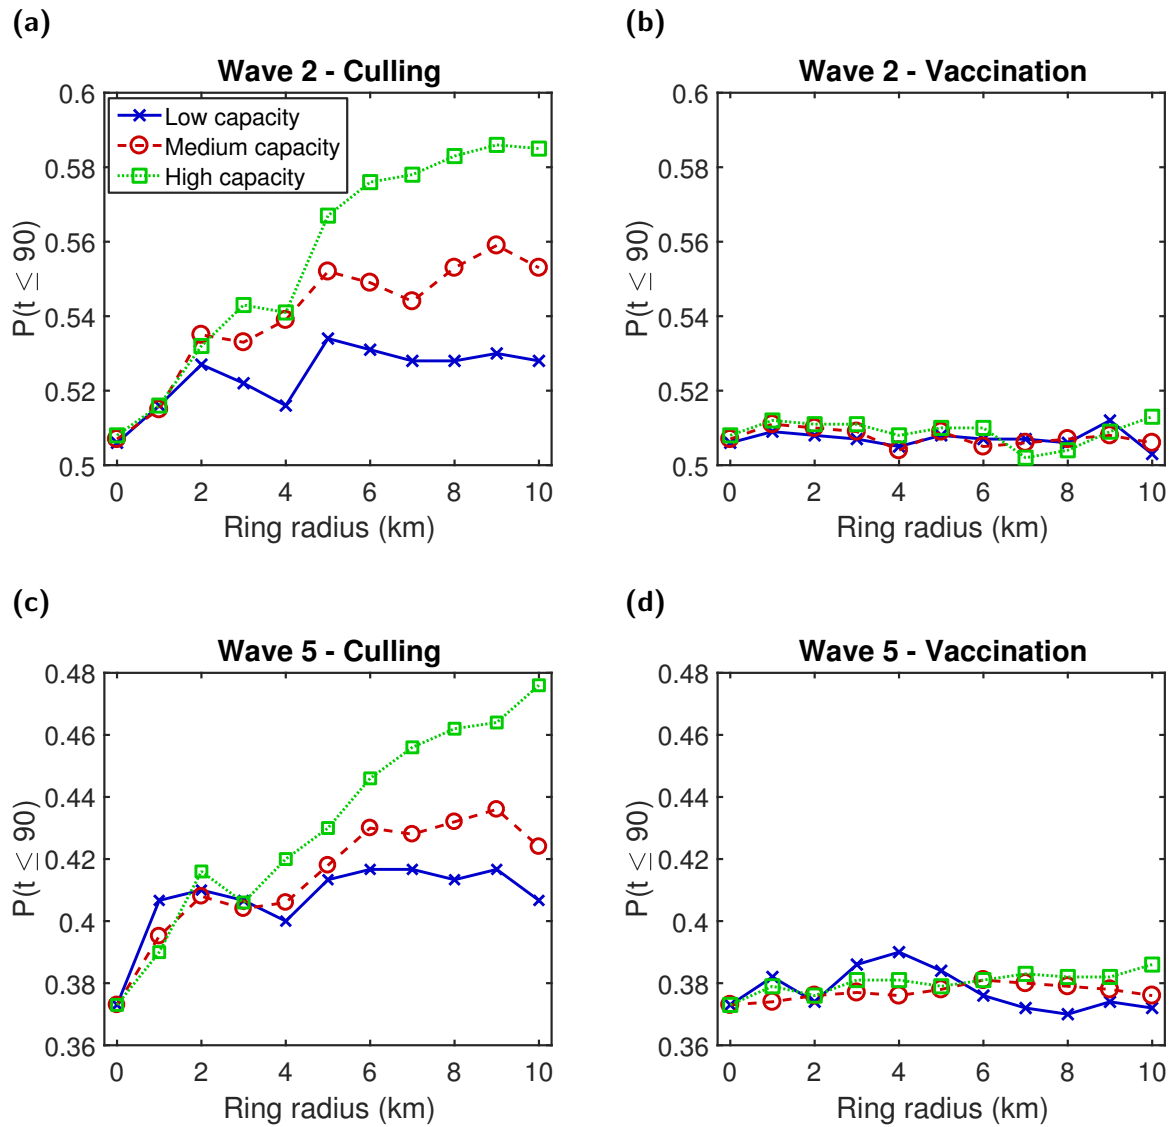 (a)
Wave 2 - Culling
0.6
0.58
0.56
0.54
0.52
0.5
P(t ≤ 90)
Low capacity
Medium capacity
High capacity
0 2 4 6 8 10
Ring radius (km)
(b)
Wave 2 - Vaccination
0.6
0.58
0.56
0.54
0.52
0.5
P(t ≤ 90)
0 2 4 6 8 10
Ring radius (km)
(c)
Wave 5 - Culling
0.48
0.46
0.44
0.42
0.4
0.38
0.36
P(t ≤ 90)
0 2 4 6 8 10
Ring radius (km)
(d)
Wave 5 - Vaccination
0.48
0.46
0.44
0.42
0.4
0.38
0.36
P(t ≤ 90)
0 2 4 6 8 10
Ring radius (km)